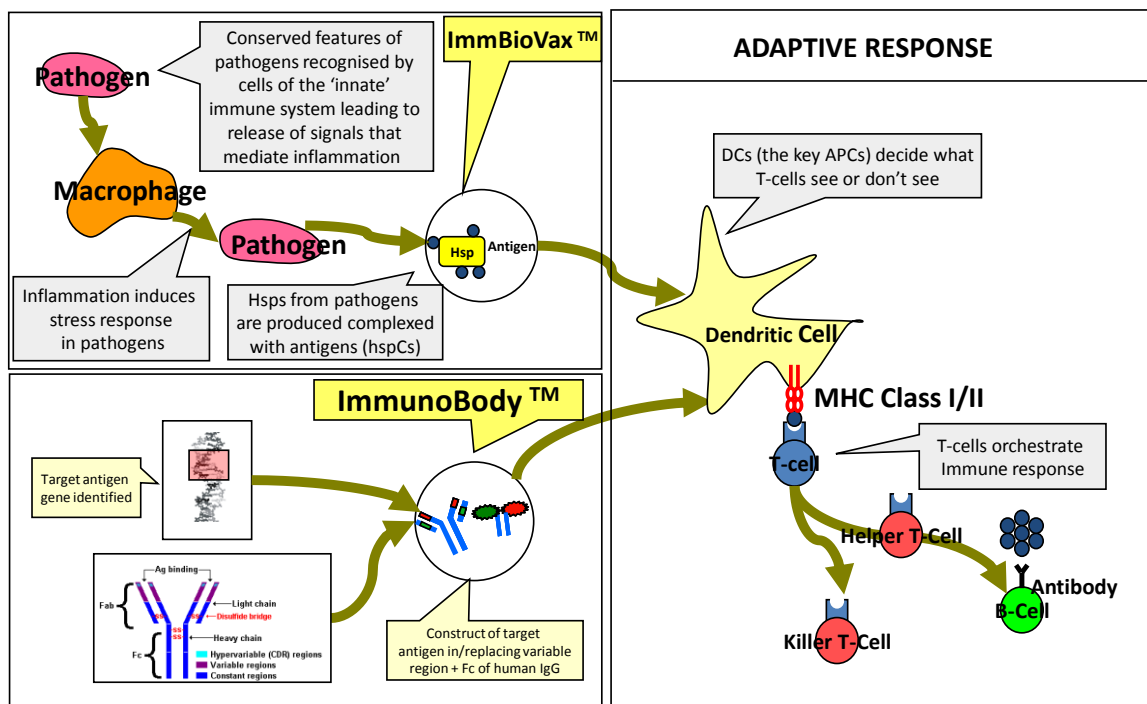 ImmBioVax™
Conserved features of
pathogens recognised by
cells of the ‘innate’
immune system leading to
release of signals that
mediate inflammation
Pathogen
Macrophage
Pathogen
Hsp
Antigen
Inflammation induces
stress response
in pathogens
Hsps from pathogens
are produced complexed
with antigens (hspCs)
ImmunoBody™
Target antigen
gene identified
Ag binding
Fab
Light chain
SS
SS
Disulfide bridge
SS
SS
Heavy chain
Fc
Hypervariable (CDR) regions
Variable regions
Constant regions
Construct of target
antigen in/replacing variable
region + Fc of human IgG
ADAPTIVE RESPONSE
DCs (the key APCs) decide what
T-cells see or don’t see
Dendritic Cell
MHC Class I/II
T-cell
T-cells orchestrate
Immune response
Helper T-Cell
Antibody
B-Cell
Killer T-Cell